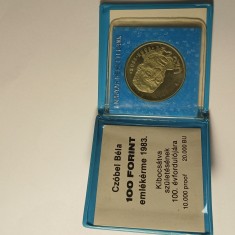 Czóbel Béla
100 FORINT
emlékérme 1983.
Kibocsátva
születésének
100. évfordulójára
10.000 proof 20.000 BU